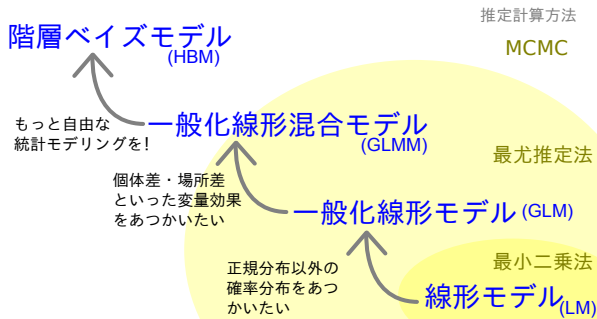 推定計算方法
階層ベイズモデル
(HBM)
MCMC
もっと自由な
統計モデリングを!
一般化線形混合モデル
(GLMM)
最尤推定法
個体差・場所差
といった変量効果
をあつかいたい
一般化線形モデル(GLM)
正規分布以外の
確率分布をあつ
かいたい
最小二乗法
線形モデル(LM)